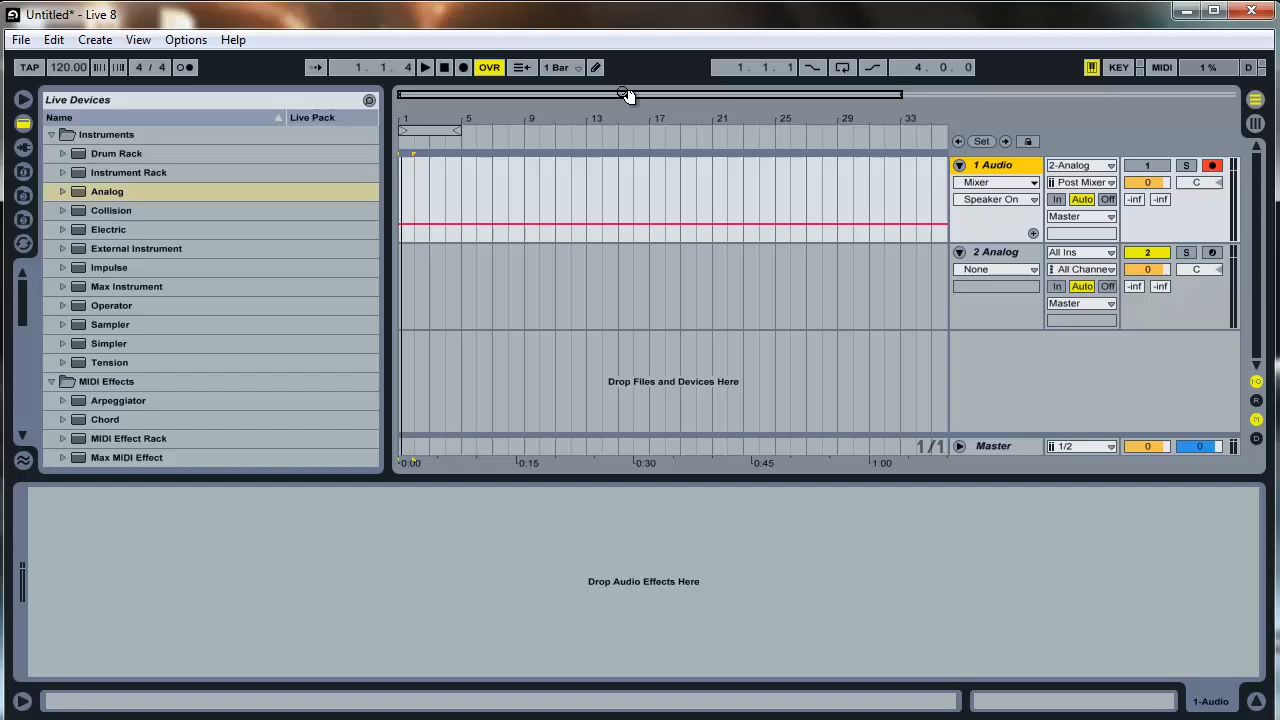 Untitled* - Live 8
File Edit Create View Options Help
TAP 120.00 4 / 4 1. 1. 4 OVR 1 Bar 1. 1. 1 4. 0. 0 KEY MIDI 1 % D
Live Devices
Name Live Pack
1 5 9 13 17 21 25 29 33
Instruments
Set
Drum Rack
1 Audio 2-Analog 1 S
Instrument Rack
Mixer Post Mixer 0 C
Analog
Speaker On In Auto Off -inf -inf
Collision
Master
Electric
External Instrument
2 Analog All Ins 2 S
Impulse
None All Channe 0 C
Max Instrument
In Auto Off -inf -inf
Operator
Master
Sampler
Simpler
Tension
MIDI Effects
Drop Files and Devices Here
Arpeggiator
R
Chord
MIDI Effect Rack
D
1/1 Master 1/2 0 0
Max MIDI Effect
0:00 0:15 0:30 0:45 1:00
Drop Audio Effects Here
1-Audio